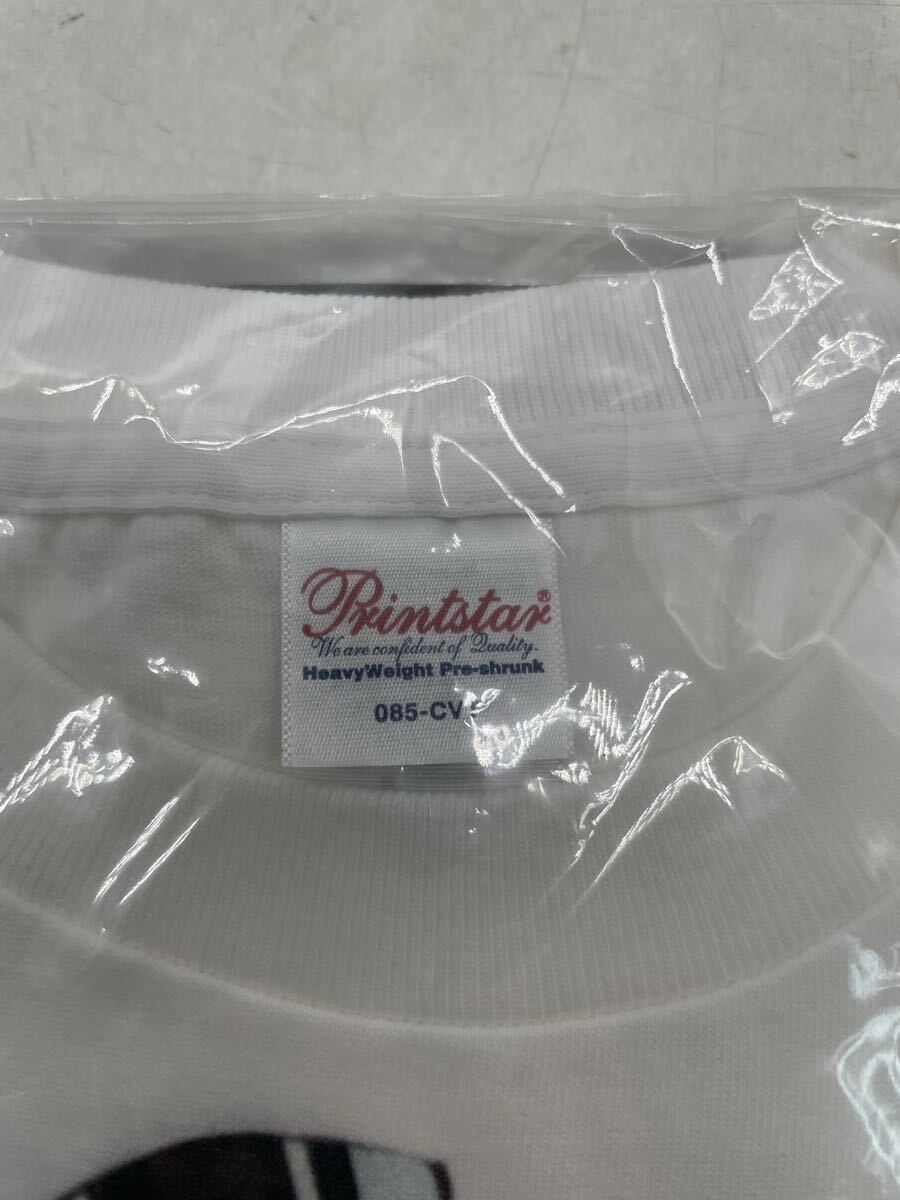 Printstar®
We are confident of Quality.
HeavyWeight Pre-shrunk